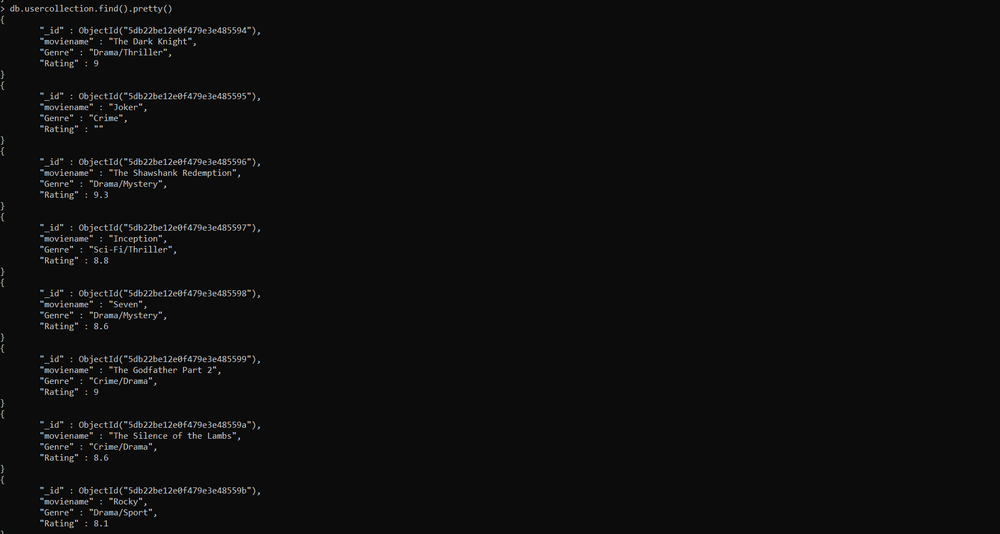 > db.usercollection.find().pretty()
{
"_id" : ObjectId("5db22be12e0f479e3e485594"),
"moviename" : "The Dark Knight",
"Genre" : "Drama/Thriller",
"Rating" : 9
}
{
"_id" : ObjectId("5db22be12e0f479e3e485595"),
"moviename" : "Joker",
"Genre" : "Crime",
"Rating" : ""
}
{
"_id" : ObjectId("5db22be12e0f479e3e485596"),
"moviename" : "The Shawshank Redemption",
"Genre" : "Drama/Mystery",
"Rating" : 9.3
}
{
"_id" : ObjectId("5db22be12e0f479e3e485597"),
"moviename" : "Inception",
"Genre" : "Sci-Fi/Thriller",
"Rating" : 8.8
}
{
"_id" : ObjectId("5db22be12e0f479e3e485598"),
"moviename" : "Seven",
"Genre" : "Drama/Mystery",
"Rating" : 8.6
}
{
"_id" : ObjectId("5db22be12e0f479e3e485599"),
"moviename" : "The Godfather Part 2",
"Genre" : "Crime/Drama",
"Rating" : 9
}
{
"_id" : ObjectId("5db22be12e0f479e3e48559a"),
"moviename" : "The Silence of the Lambs",
"Genre" : "Crime/Drama",
"Rating" : 8.6
}
{
"_id" : ObjectId("5db22be12e0f479e3e48559b"),
"moviename" : "Rocky",
"Genre" : "Drama/Sport",
"Rating" : 8.1
}